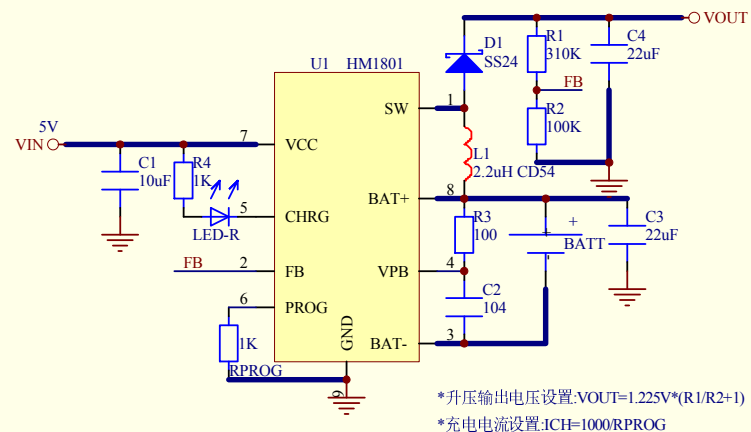 VOUT
D1
SS24
R1
310K
C4
22uF
FB
R2
100K
U1 HM1801
SW
1
5V
VIN
7
VCC
C1
10uF
R4
1K
L1
2.2uH CD54
BAT+
8
5
CHRG
LED-R
R3
100
+
+
BATT
-
C3
22uF
FB
2
FB
VPB
4
6
PROG
C2
104
1K
RPROG
GND
BAT-
3
9
*升压输出电压设置:VOUT=1.225V*(R1/R2+1)
*充电电流设置:ICH=1000/RPROG